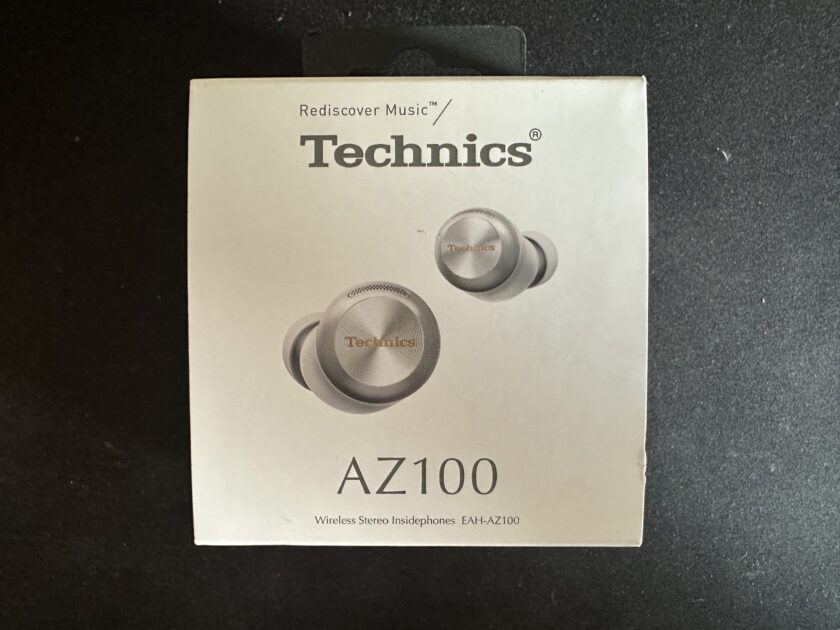 Rediscover Music™
Technics®
Technics
Technics
AZ100
Wireless Stereo Insidephones EAH-AZ100